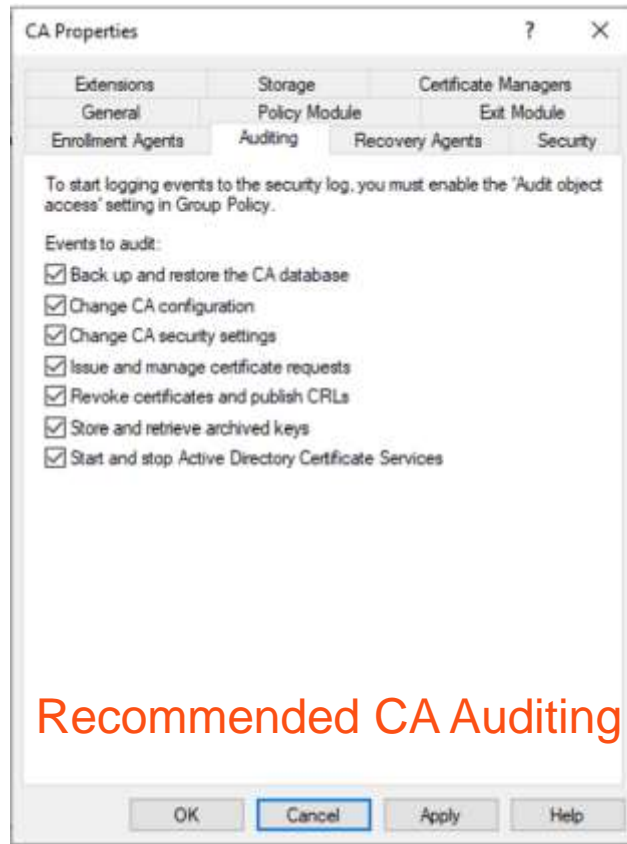 CA Properties ? ×
Extensions Storage Certificate Managers
General Policy Module Exit Module
Enrollment Agents Auditing Recovery Agents Security
To start logging events to the security log, you must enable the 'Audit object
access' setting in Group Policy.
Events to audit:
Back up and restore the CA database
Change CA configuration
Change CA security settings
Issue and manage certificate requests
Revoke certificates and publish CRLs
Store and retrieve archived keys
Start and stop Active Directory Certificate Services
Recommended CA Auditing
OK Cancel Apply Help